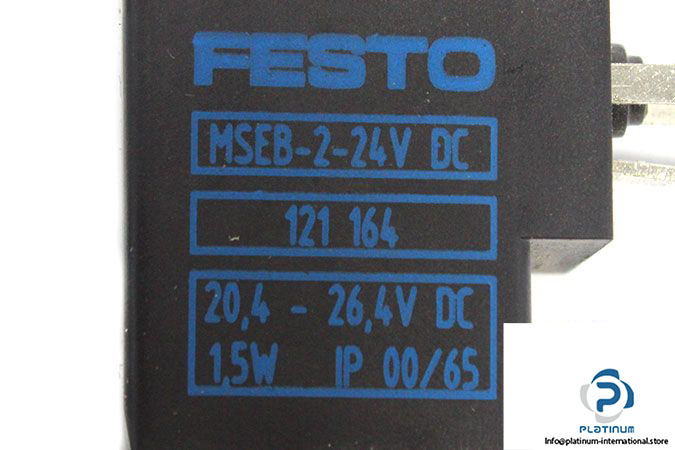 FESTO
MSEB-2-24V DC
121 164
20,4 - 26,4V DC
1,5W IP 00/65
PLATINUM
Info@platinum-international.store